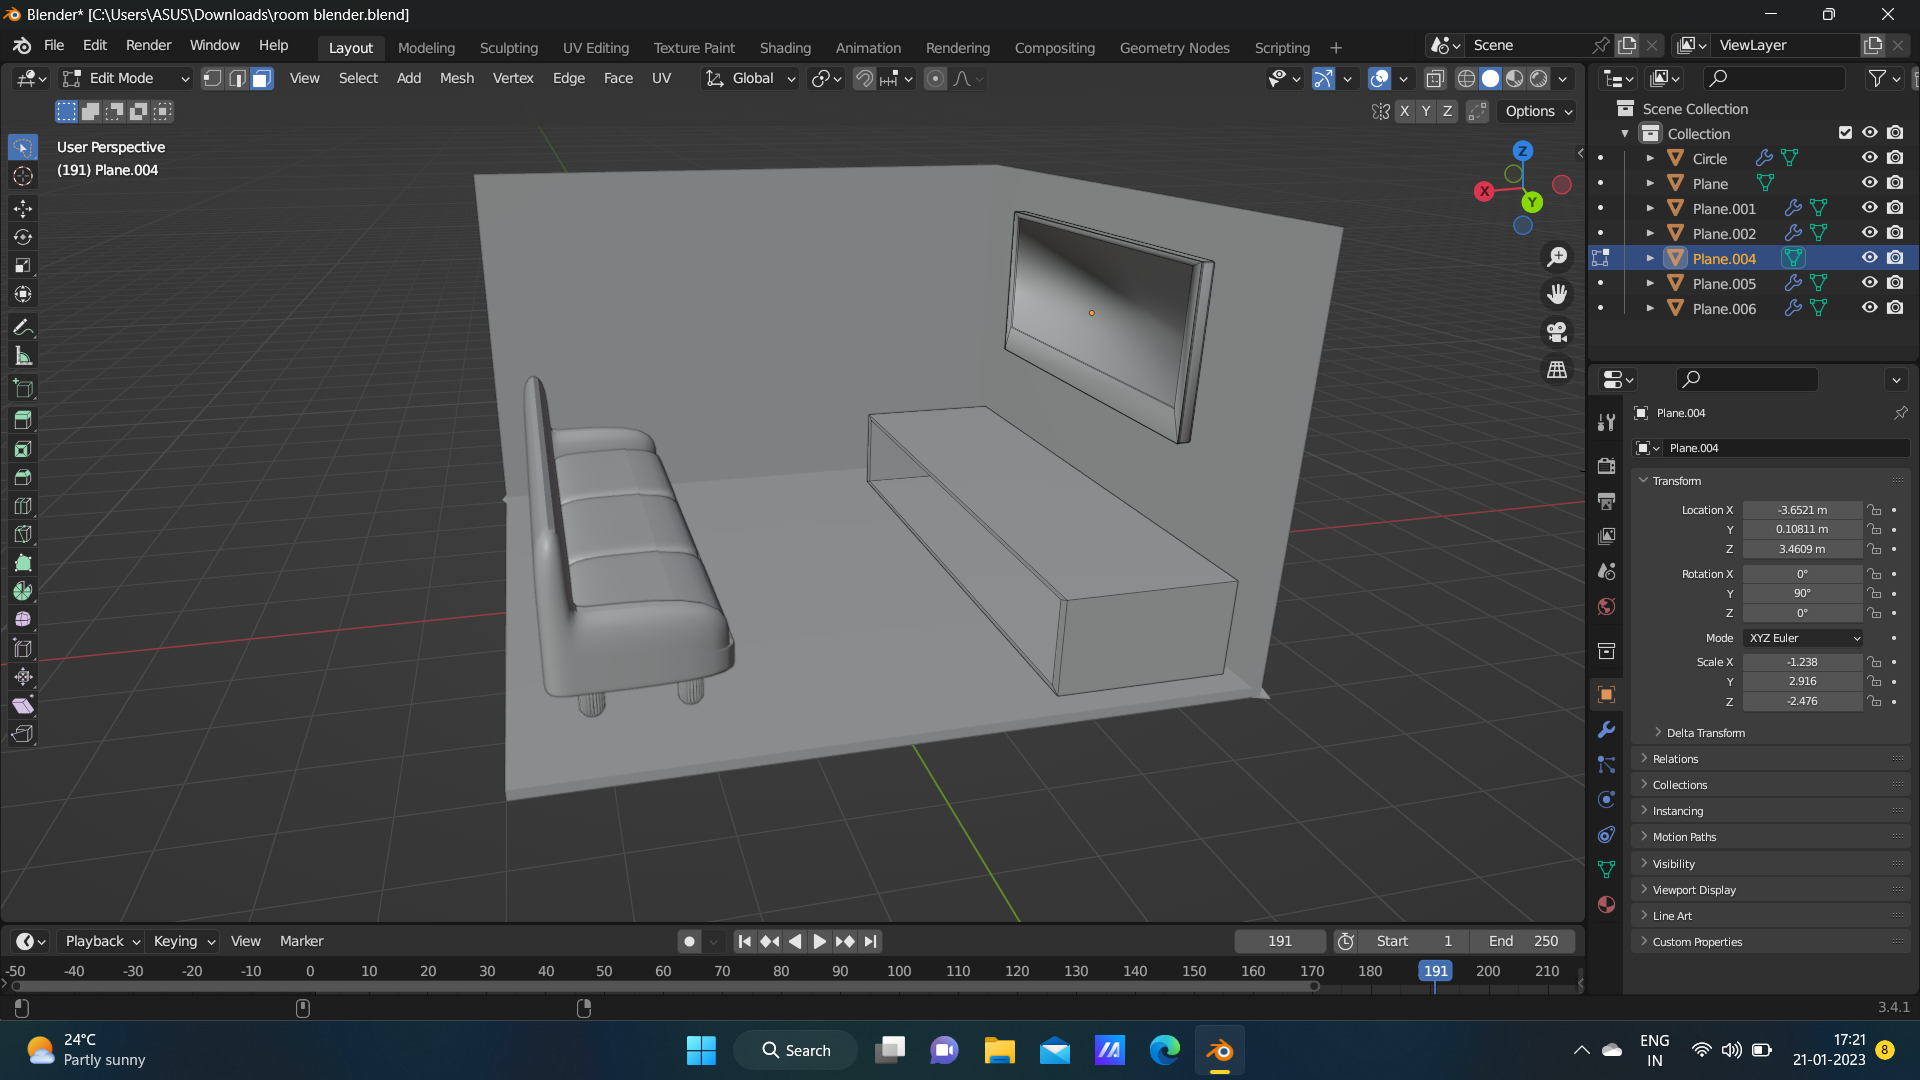 Blender* [C:\Users\ASUS\Downloads\room blender.blend]
File Edit Render Window Help Layout Modeling Sculpting UV Editing Texture Paint Shading Animation Rendering Compositing Geometry Nodes Scripting + Scene ViewLayer
Edit Mode View Select Add Mesh Vertex Edge Face UV Global
X Y Z Options
User Perspective
(191) Plane.004
Z
X
Y
Scene Collection
Collection
Circle
Plane
Plane.001
Plane.002
Plane.004
Plane.005
Plane.006
Plane.004
Plane.004
Transform
Location X -3.6521 m
Y 0.10811 m
Z 3.4609 m
Rotation X 0°
Y 90°
Z 0°
Mode XYZ Euler
Scale X -1.238
Y 2.916
Z -2.476
Delta Transform
Relations
Collections
Instancing
Motion Paths
Visibility
Viewport Display
Line Art
Custom Properties
Playback Keying View Marker 191 Start 1 End 250
-50 -40 -30 -20 -10 0 10 20 30 40 50 60 70 80 90 100 110 120 130 140 150 160 170 180 191 200 210
3.4.1
24°C
Partly sunny
Search
ENG
IN
17:21
21-01-2023
8